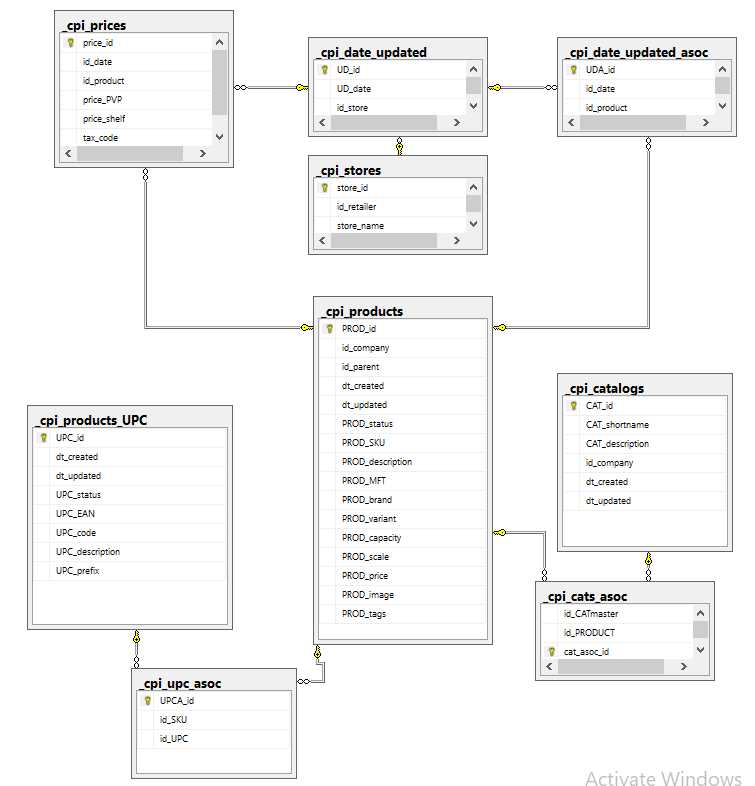 _cpi_prices
price_id
id_date
id_product
price_PVP
price_shelf
tax_code
_cpi_date_updated
UD_id
UD_date
id_store
_cpi_date_updated_asoc
UDA_id
id_date
id_product
_cpi_stores
store_id
id_retailer
store_name
_cpi_products
PROD_id
id_company
id_parent
dt_created
dt_updated
PROD_status
PROD_SKU
PROD_description
PROD_MFT
PROD_brand
PROD_variant
PROD_capacity
PROD_scale
PROD_price
PROD_image
PROD_tags
_cpi_catalogs
CAT_id
CAT_shortname
CAT_description
id_company
dt_created
dt_updated
_cpi_products_UPC
UPC_id
dt_created
dt_updated
UPC_status
UPC_EAN
UPC_code
UPC_description
UPC_prefix
_cpi_cats_asoc
id_CATmaster
id_PRODUCT
cat_asoc_id
_cpi_upc_asoc
UPCA_id
id_SKU
id_UPC
Activate Windows